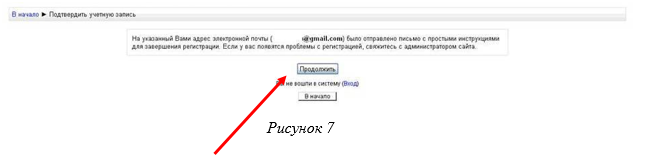 В начало ► Подтвердить учетную запись
На указанный Вами адрес электронной почты ( i@gmail.com) было отправлено письмо с простыми инструкциями
для завершения регистрации. Если у вас появятся проблемы с регистрацией, свяжитесь с администратором сайта.
Продолжить
не вошли в систему (Вход)
В начало
Рисунок 7